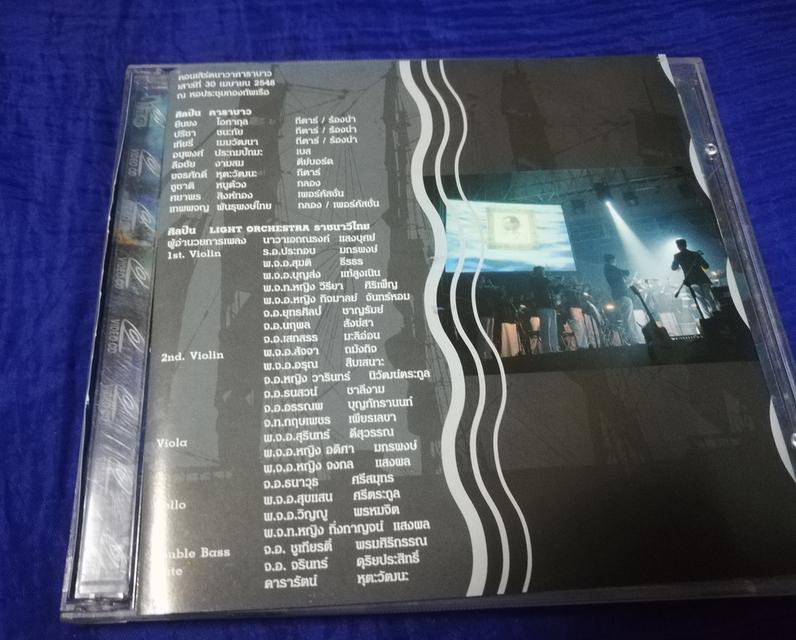 คอนเสิร์ตนาวาคาราบาว
เสาร์ที่ 30 เมษายน 2548
ณ หอประชุมกองทัพเรือ
ศิลปิน คาราบาว
ยืนยง โอภากุล กีตาร์ / ร้องนำ
ปรีชา ชนะภัย กีตาร์ / ร้องนำ
เทียรี่ เมฆวัฒนา กีตาร์ / ร้องนำ
อนุพงศ์ ประถมปัทมะ เบส
ลือชัย งามสม คีย์บอร์ด
ขจรศักดิ์ หุตะวัฒนะ กีตาร์
ชูชาติ หนูด้วง กลอง
ศยาพร สิงห์ทอง เพอร์คัสชั่น
เทพผจญ พันธุพงษ์ไทย กลอง / เพอร์คัสชั่น
ศิลปิน LIGHT ORCHESTRA ราชนาวีไทย
ผู้อำนวยการเพลง นาวาเอกณรงค์ แสงบุศย์
1st. Violin ร.อ.ประกอบ มกรพงษ์
พ.จ.อ.สมดี ธีรธร
พ.จ.อ.บุญส่ง แท้สูงเนิน
พ.จ.ท.หญิง วิริยา ศิริเพ็ญ
พ.จ.อ.หญิง กิจมาลย์ จันทร์หอม
จ.อ.ยุทธศิลป์ ชาญรัมย์
จ.อ.นฤพล สังข์สา
จ.อ.เสกสรร มะลิอ่อน
2nd. Violin พ.จ.อ.สัจจา ถมังกิจ
พ.จ.อ.อรุณ สืบเสนาะ
จ.อ.หญิง วารินทร์ นิวัฒน์ตระกูล
จ.อ.ธนสวน์ ชาลีงาม
จ.อ.อรรณพ บุญภัทรานนท์
จ.ท.กฤษเพชร เพียรเลขา
Viola พ.จ.อ.สุรินทร์ ดีสุวรรณ
พ.จ.อ.หญิง อติศา มกรพงษ์
พ.จ.อ.หญิง จงกล แสงพล
จ.อ.ธนาวุธ ศรีสมุทร
ello พ.จ.อ.สุขแสน ศรีตระกูล
พ.จ.อ.วิญญู พรหมจิต
พ.จ.ท.หญิง กิ่งกาญจน์ แสงพล
uble Bass จ.อ. ชูเกียรติ์ พรมศิริกรรณ
จ.อ. จรินทร์ ดุริยประสิทธิ์
ดารารัตน์ หุตะวัฒนะ